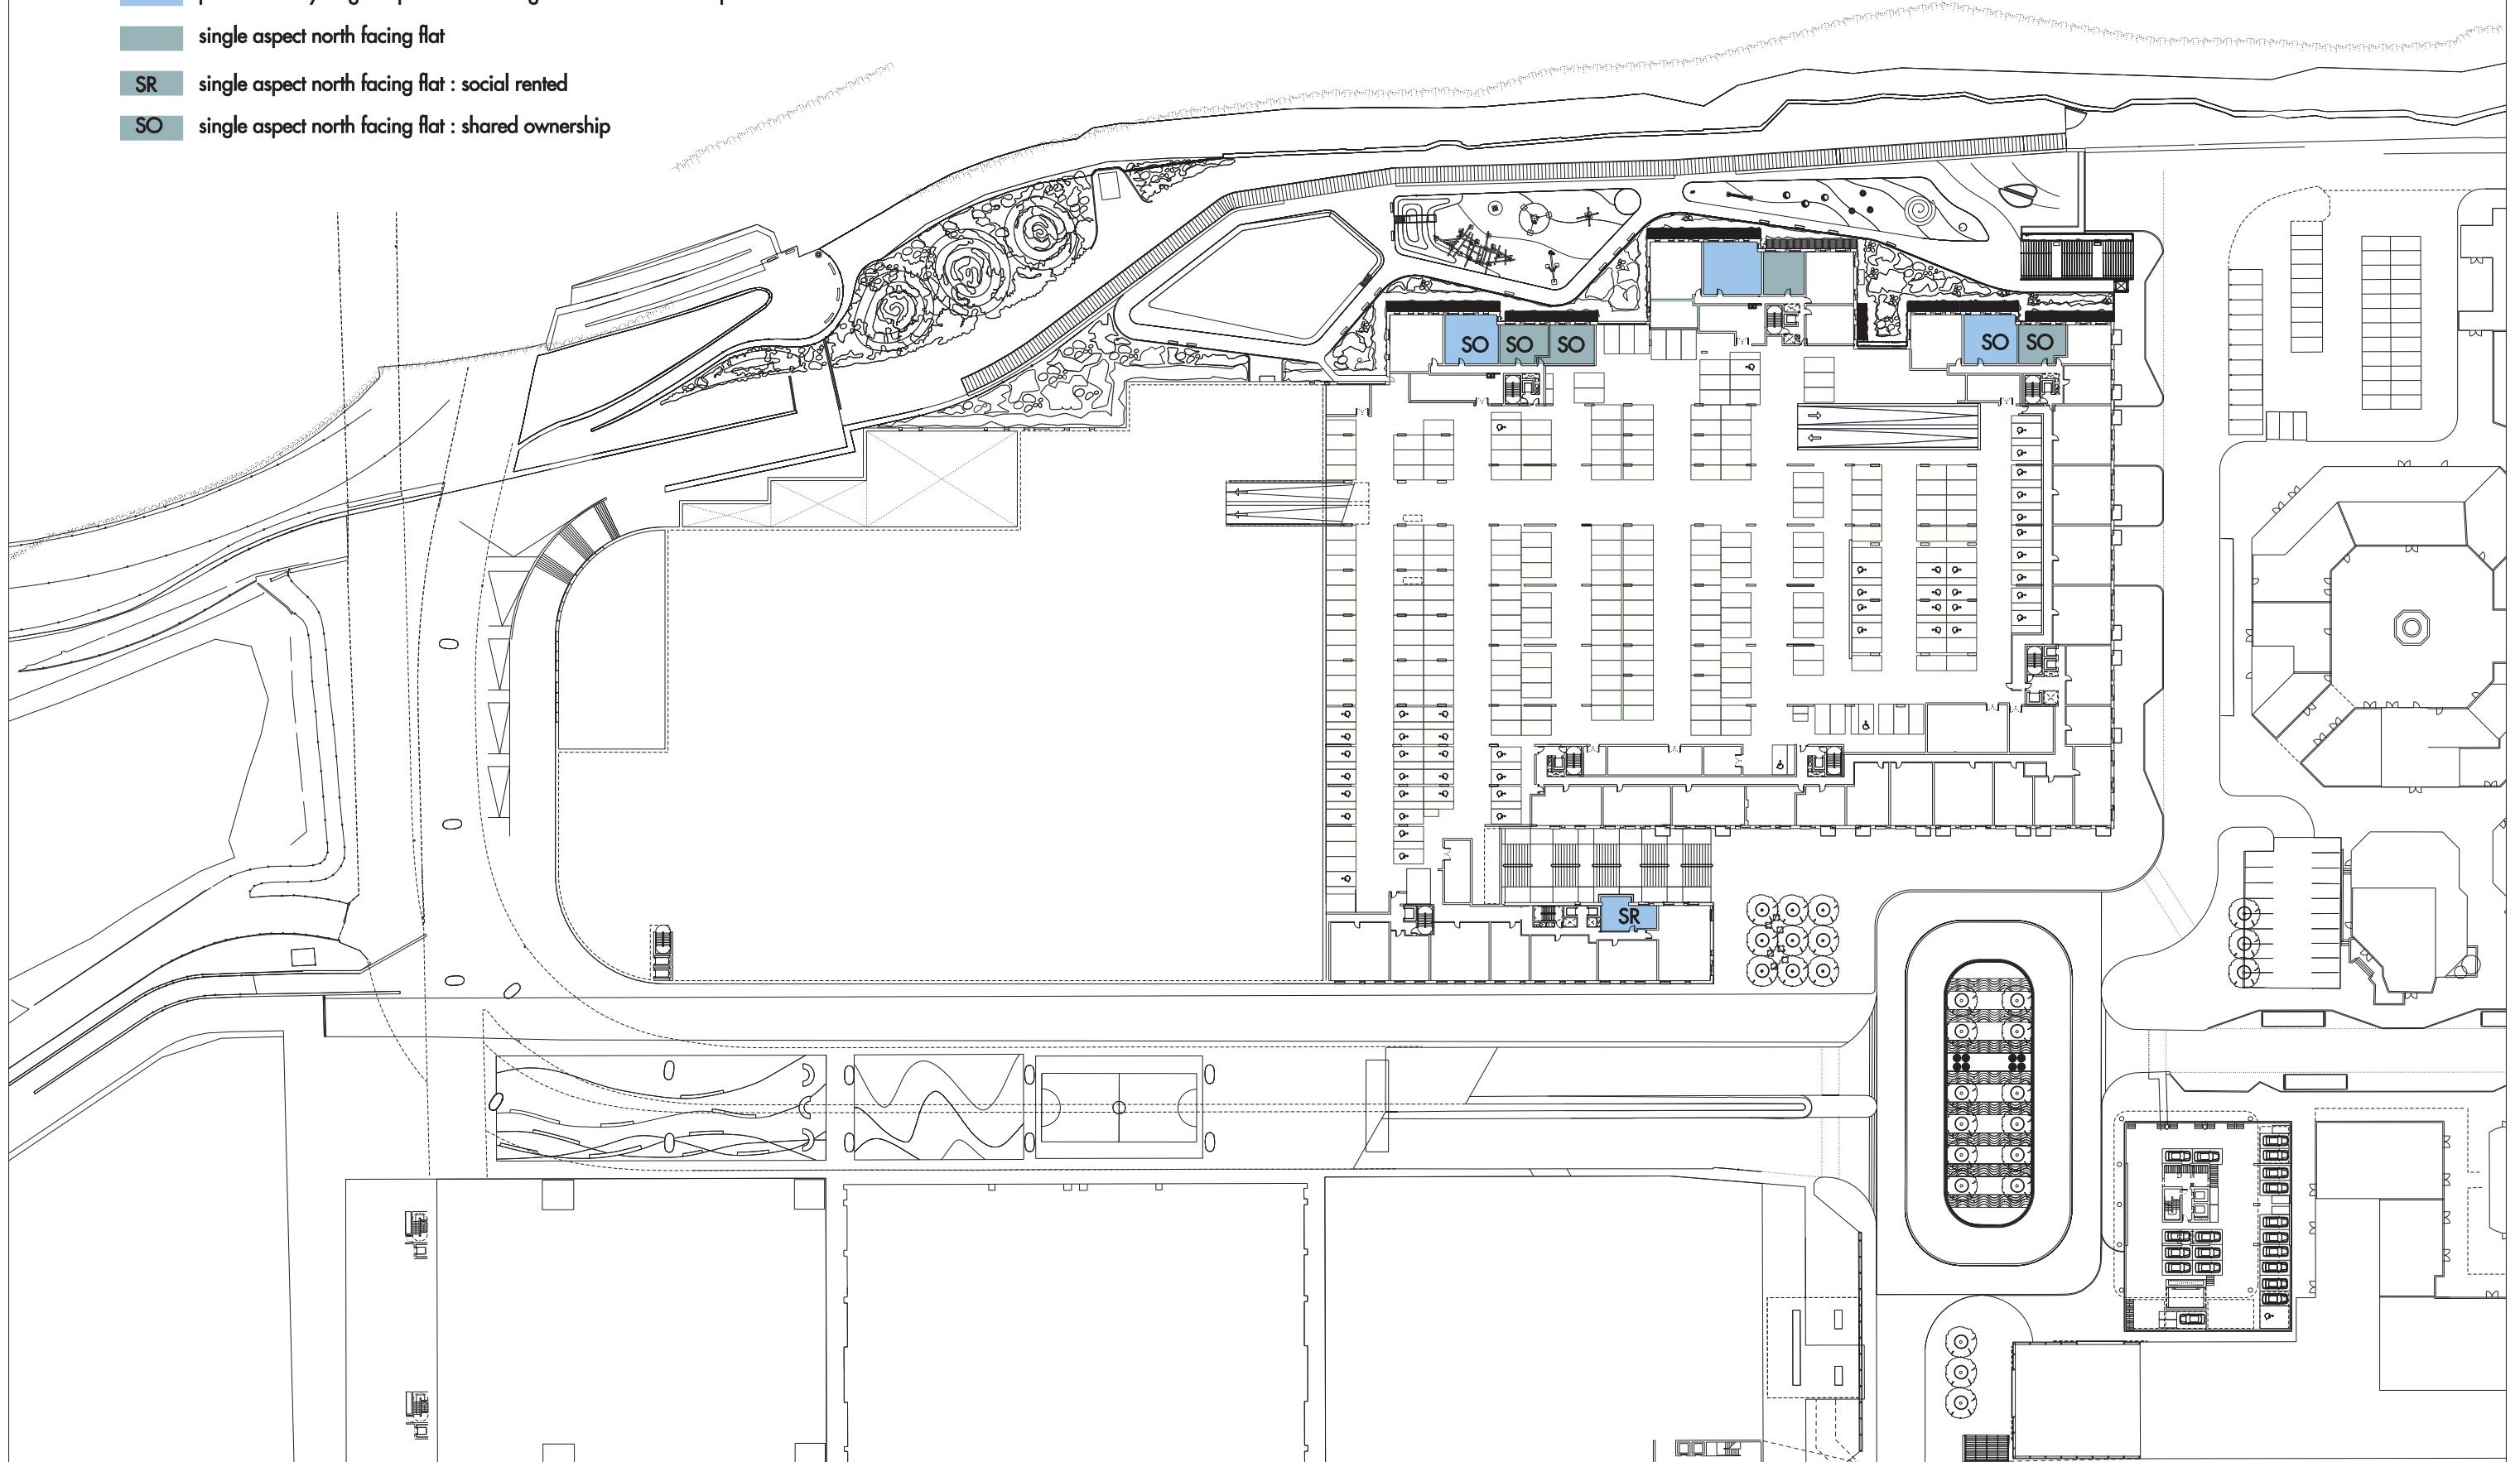 single aspect north facing flat
SR single aspect north facing flat : social rented
SO single aspect north facing flat : shared ownership
SO SO SO SO SO
SR